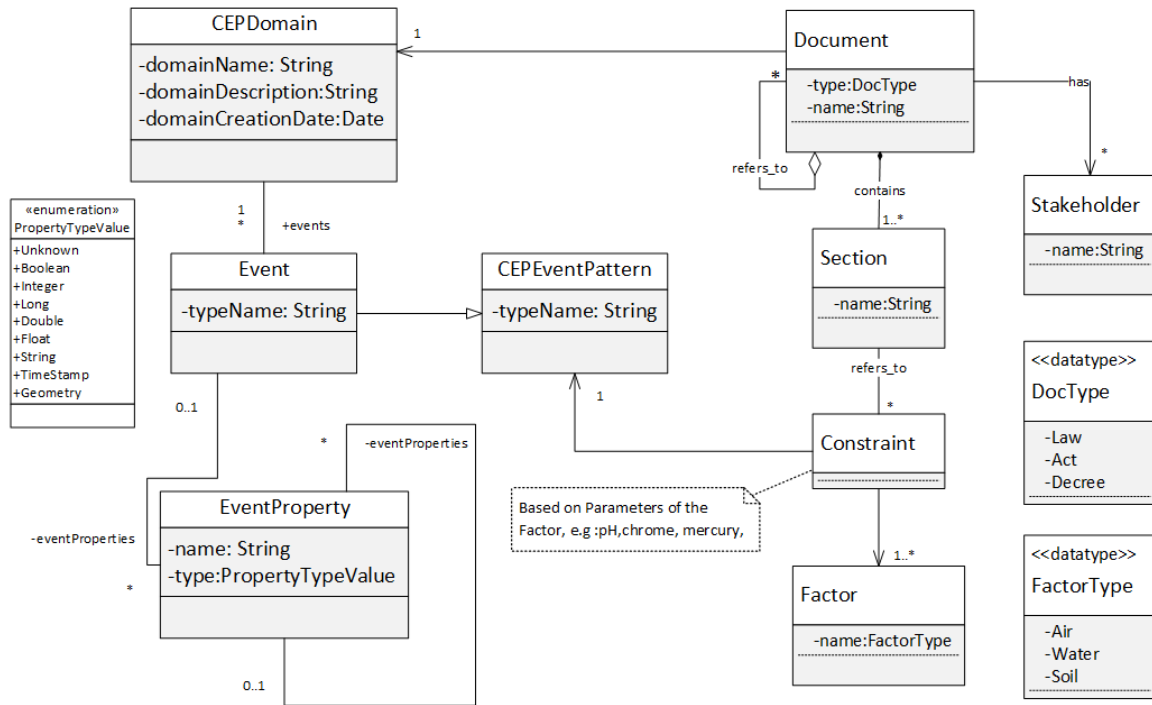 CEPDomain
-domainName: String
-domainDescription:String
-domainCreationDate:Date
1
Document
-type:DocType
-name:String
*
refers_to
has
*
contains
1..*
Stakeholder
-name:String
«enumeration»
PropertyTypeValue
+Unknown
+Boolean
+Integer
+Long
+Double
+Float
+String
+TimeStamp
+Geometry
1
*
+events
Event
-typeName: String
CEPEventPattern
-typeName: String
Section
-name:String
refers_to
*
1
Constraint
<<datatype>>
DocType
-Law
-Act
-Decree
0..1
*
-eventProperties
Based on Parameters of the
Factor, e.g :pH,chrome, mercury,
EventProperty
-name: String
-type:PropertyTypeValue
-eventProperties
*
0..1
1..*
Factor
-name:FactorType
<<datatype>>
FactorType
-Air
-Water
-Soil